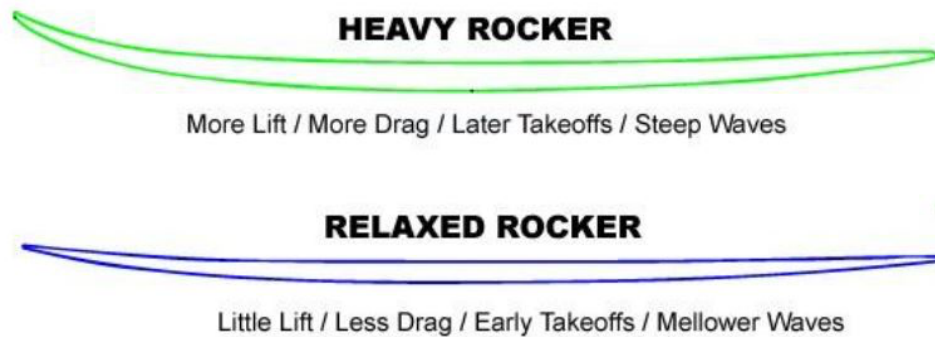 HEAVY ROCKER
More Lift / More Drag / Later Takeoffs / Steep Waves
RELAXED ROCKER
Little Lift / Less Drag / Early Takeoffs / Mellower Waves